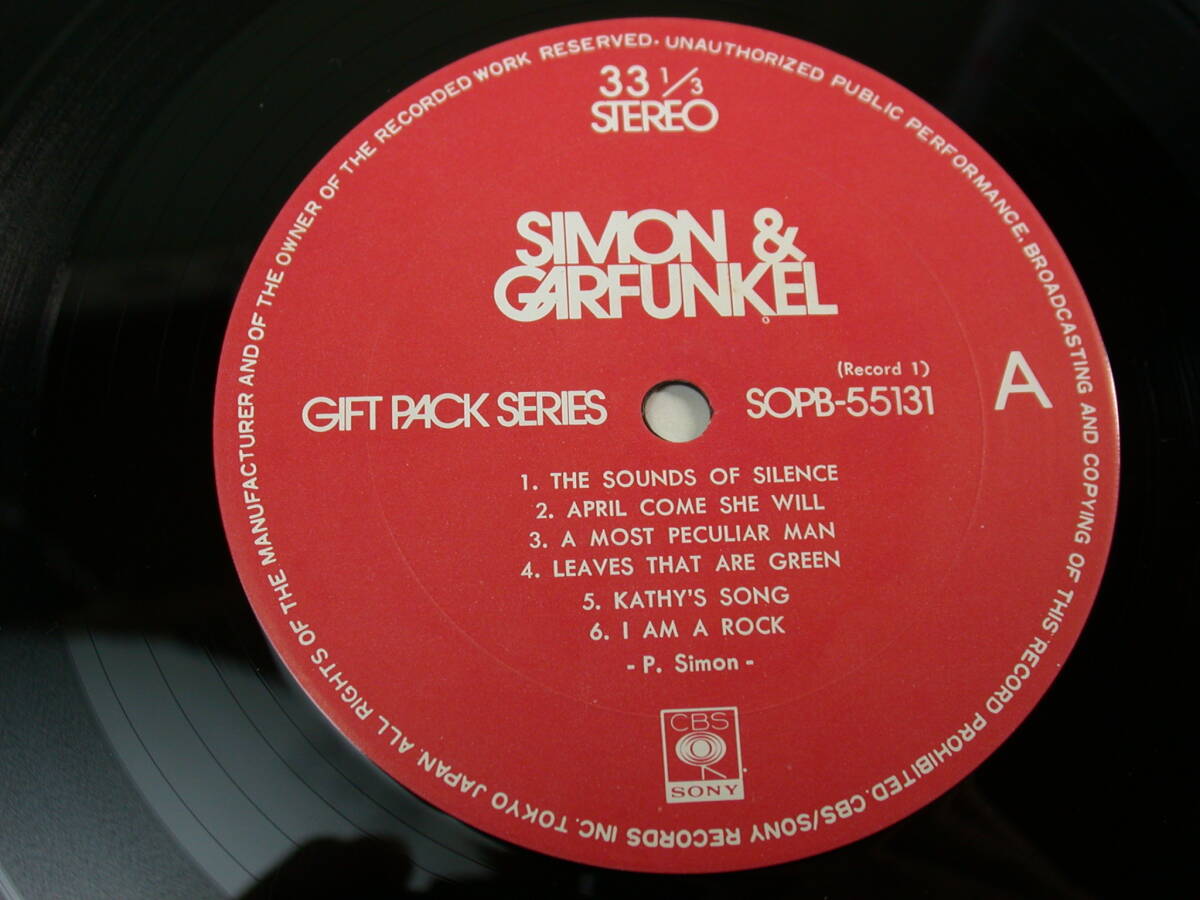 33 1/3
STEREO
SIMON &
GARFUNKEL
(Record 1)
GIFT PACK SERIES
SOPB-55131
A
1. THE SOUNDS OF SILENCE
2. APRIL COME SHE WILL
3. A MOST PECULIAR MAN
4. LEAVES THAT ARE GREEN
5. KATHY'S SONG
6. I AM A ROCK
- P. Simon -
CBS
SONY
ALL RIGHTS OF THE MANUFACTURER AND OF THE OWNER OF THE RECORDED WORK RESERVED. UNAUTHORIZED PUBLIC PERFORMANCE, BROADCASTING AND COPYING OF THIS RECORD PROHIBITED. CBS/SONY RECORDS INC. TOKYO JAPAN.